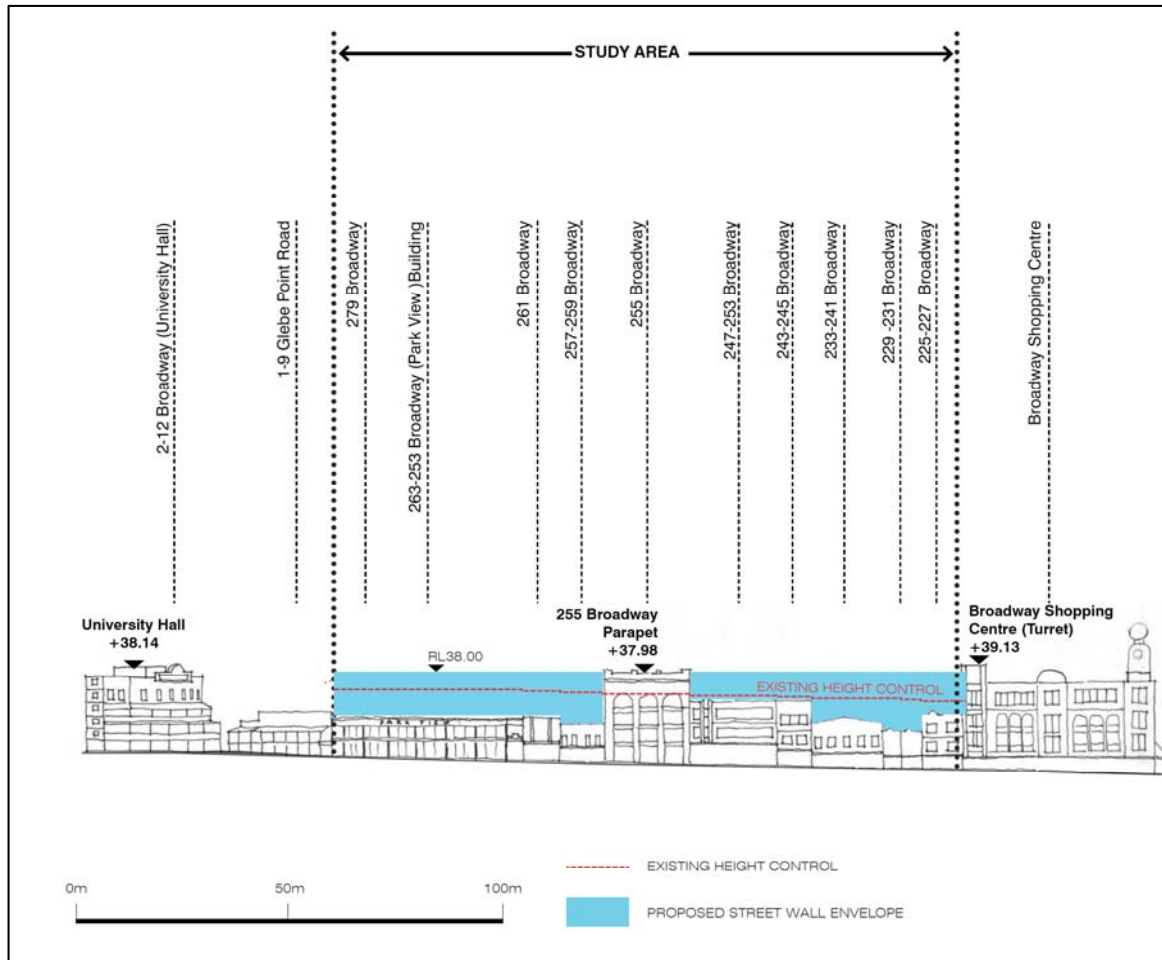 STUDY AREA
2-12 Broadway (University Hall)
1-9 Glebe Point Road
279 Broadway
263-253 Broadway (Park View )Building
261 Broadway
257-259 Broadway
255 Broadway
247-253 Broadway
243-245 Broadway
233-241 Broadway
229 -231 Broadway
225-227 Broadway
Broadway Shopping Centre
University Hall
+38.14
RL38.00
255 Broadway
Parapet
+37.98
Broadway Shopping
Centre (Turret)
+39.13
EXISTING HEIGHT CONTROL
PARK VIEW
0m
50m
100m
EXISTING HEIGHT CONTROL
PROPOSED STREET WALL ENVELOPE